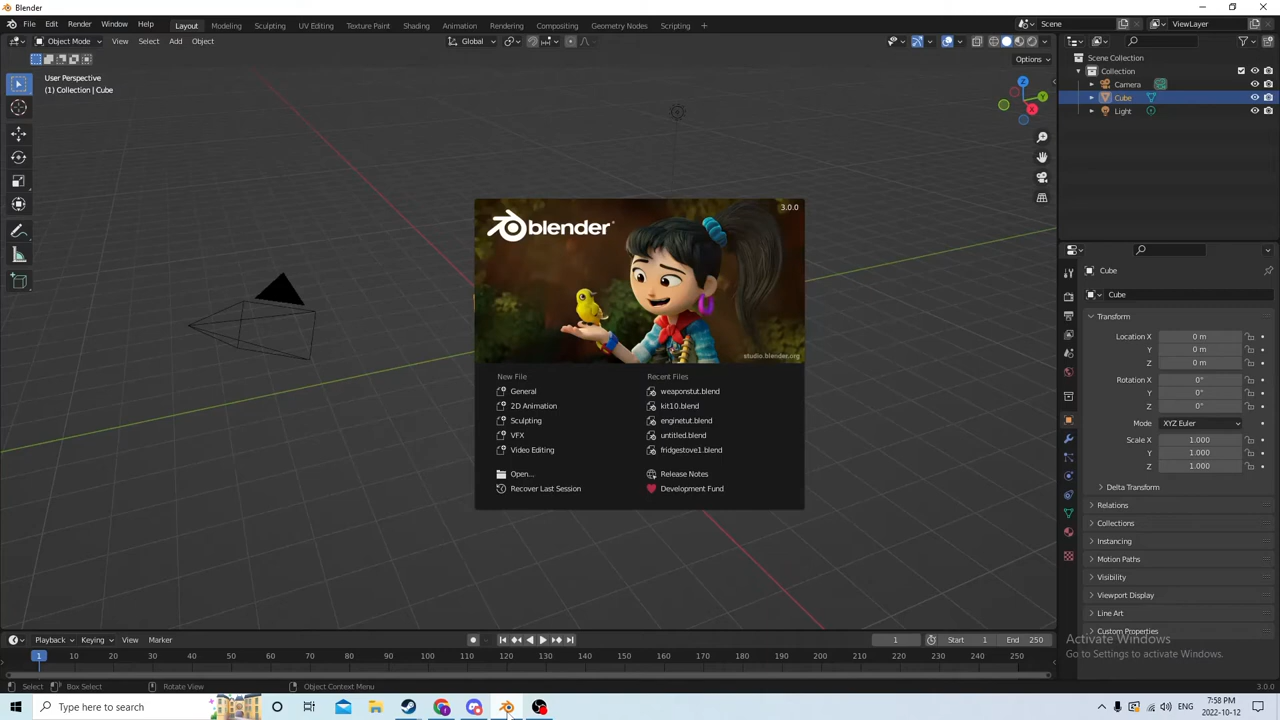 Blender
File Edit Render Window Help Layout Modeling Sculpting UV Editing Texture Paint Shading Animation Rendering Compositing Geometry Nodes Scripting + Scene ViewLayer
Object Mode View Select Add Object Global
Options
User Perspective
(1) Collection | Cube
Z
Y
X
Scene Collection
Collection
Camera
Cube
Light
blender
3.0.0
studio.blender.org
New File
General
2D Animation
Sculpting
VFX
Video Editing
Open...
Recover Last Session
Recent Files
weaponstut.blend
kit10.blend
enginetut.blend
untitled.blend
fridgestove1.blend
Release Notes
Development Fund
Cube
Cube
Transform
Location X 0 m
Y 0 m
Z 0 m
Rotation X 0°
Y 0°
Z 0°
Mode XYZ Euler
Scale X 1.000
Y 1.000
Z 1.000
Delta Transform
Relations
Collections
Instancing
Motion Paths
Visibility
Viewport Display
Line Art
Custom Properties
Activate Windows
Go to Settings to activate Windows.
Playback Keying View Marker 1 Start 1 End 250
1 10 20 30 40 50 60 70 80 90 100 110 120 130 140 150 160 170 180 190 200 210 220 230 240 250
Select Box Select Rotate View Object Context Menu 3.0.0
Type here to search
ENG
7:58 PM
2022-10-12